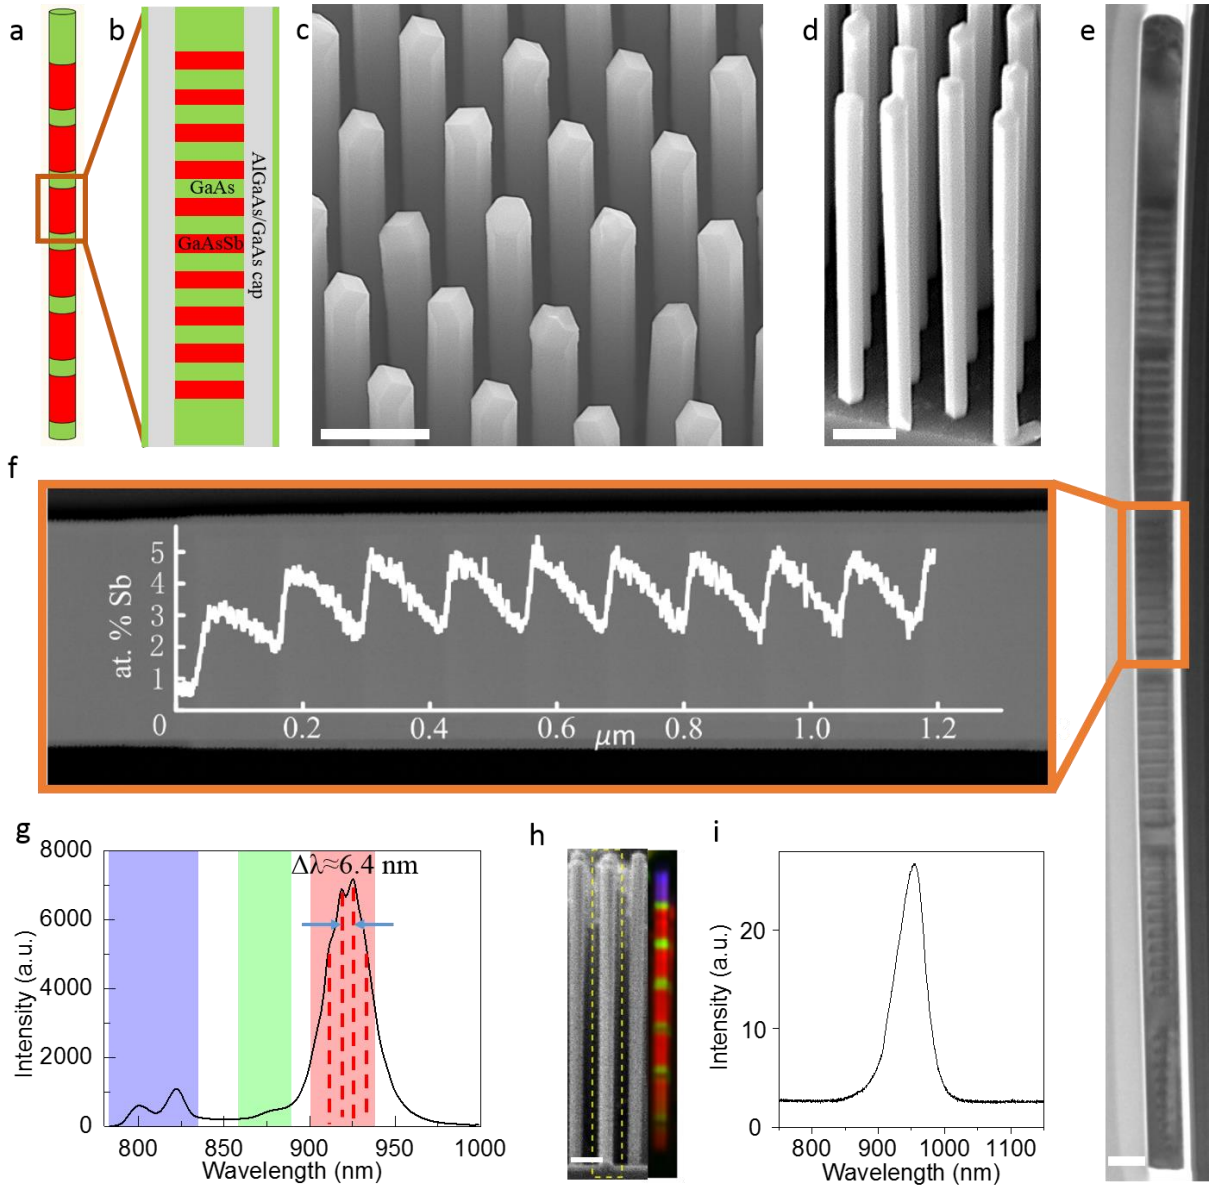 a
b
c
d
e
GaAs
GaAsSb
AlGaAs/GaAs cap
f
at. % Sb
5
4
3
2
1
0
0.2
0.4
0.6
μm
0.8
1.0
1.2
g
h
i
Δλ≈6.4 nm
8000
6000
4000
2000
0
Intensity (a.u.)
800
850
900
950
1000
Wavelength (nm)
20
10
0
Intensity (a.u.)
800
900
1000
1100
Wavelength (nm)